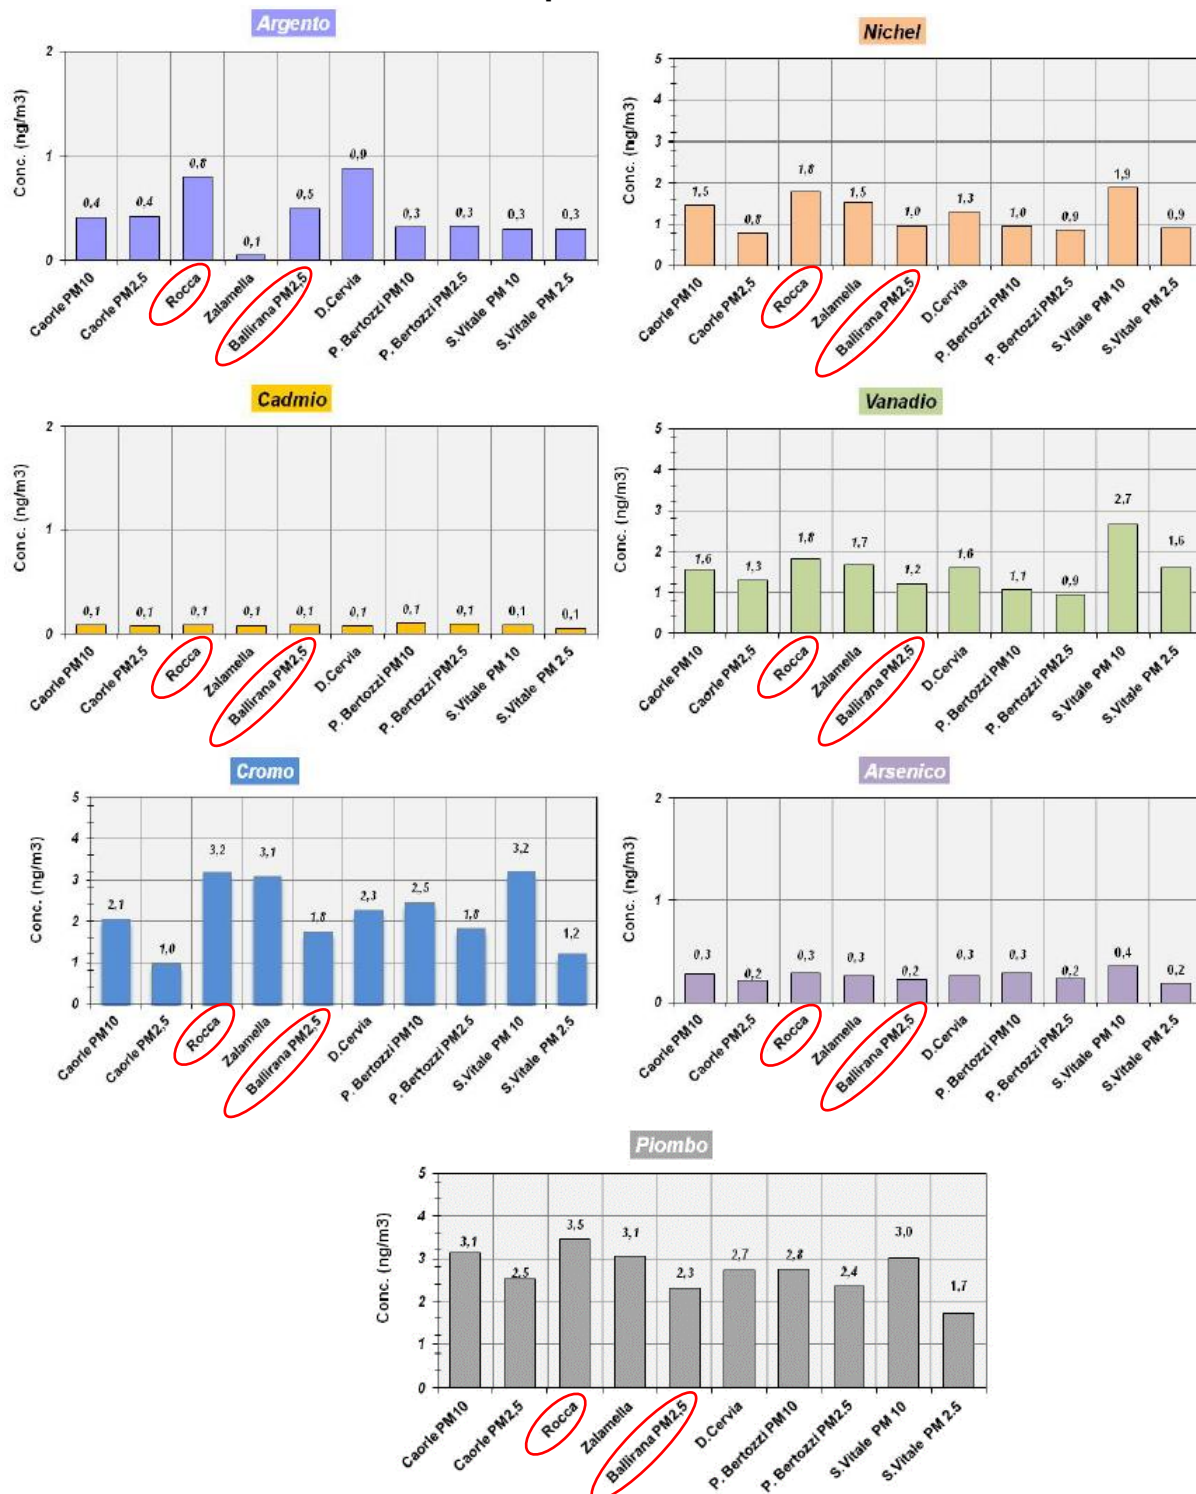 Argento
Conc. (ng/m3)
2
1
0
0,4
0,4
0,8
0,1
0,5
0,9
0,3
0,3
0,3
0,3
Caorle PM10
Caorle PM2,5
Rocca
Zalamella
Ballirana PM2,5
D.Cervia
P. Bertozzi PM10
P. Bertozzi PM2.5
S.Vitale PM 10
S.Vitale PM 2.5
Nichel
Conc. (ng/m3)
5
4
3
2
1
0
1,5
0,8
1,8
1,5
1,0
1,3
1,0
0,9
1,9
0,9
Caorle PM10
Caorle PM2,5
Rocca
Zalamella
Ballirana PM2,5
D.Cervia
P. Bertozzi PM10
P. Bertozzi PM2.5
S.Vitale PM 10
S.Vitale PM 2.5
Cadmio
Conc. (ng/m3)
2
1
0
0,1
0,1
0,1
0,1
0,1
0,1
0,1
0,1
0,1
0,1
Caorle PM10
Caorle PM2,5
Rocca
Zalamella
Ballirana PM2,5
D.Cervia
P. Bertozzi PM10
P. Bertozzi PM2.5
S.Vitale PM 10
S.Vitale PM 2.5
Vanadio
Conc. (ng/m3)
5
4
3
2
1
0
1,6
1,3
1,8
1,7
1,2
1,6
1,1
0,9
2,7
1,6
Caorle PM10
Caorle PM2,5
Rocca
Zalamella
Ballirana PM2,5
D.Cervia
P. Bertozzi PM10
P. Bertozzi PM2.5
S.Vitale PM 10
S.Vitale PM 2.5
Cromo
Conc. (ng/m3)
5
4
3
2
1
0
2,1
1,0
3,2
3,1
1,8
2,3
2,5
1,8
3,2
1,2
Caorle PM10
Caorle PM2,5
Rocca
Zalamella
Ballirana PM2,5
D.Cervia
P. Bertozzi PM10
P. Bertozzi PM2.5
S.Vitale PM 10
S.Vitale PM 2.5
Arsenico
Conc. (ng/m3)
2
1
0
0,3
0,2
0,3
0,3
0,2
0,3
0,3
0,2
0,4
0,2
Caorle PM10
Caorle PM2,5
Rocca
Zalamella
Ballirana PM2,5
D.Cervia
P. Bertozzi PM10
P. Bertozzi PM2.5
S.Vitale PM 10
S.Vitale PM 2.5
Piombo
Conc. (ng/m3)
5
4
3
2
1
0
3,1
2,5
3,5
3,1
2,3
2,7
2,8
2,4
3,0
1,7
Caorle PM10
Caorle PM2,5
Rocca
Zalamella
Ballirana PM2,5
D.Cervia
P. Bertozzi PM10
P. Bertozzi PM2.5
S.Vitale PM 10
S.Vitale PM 2.5